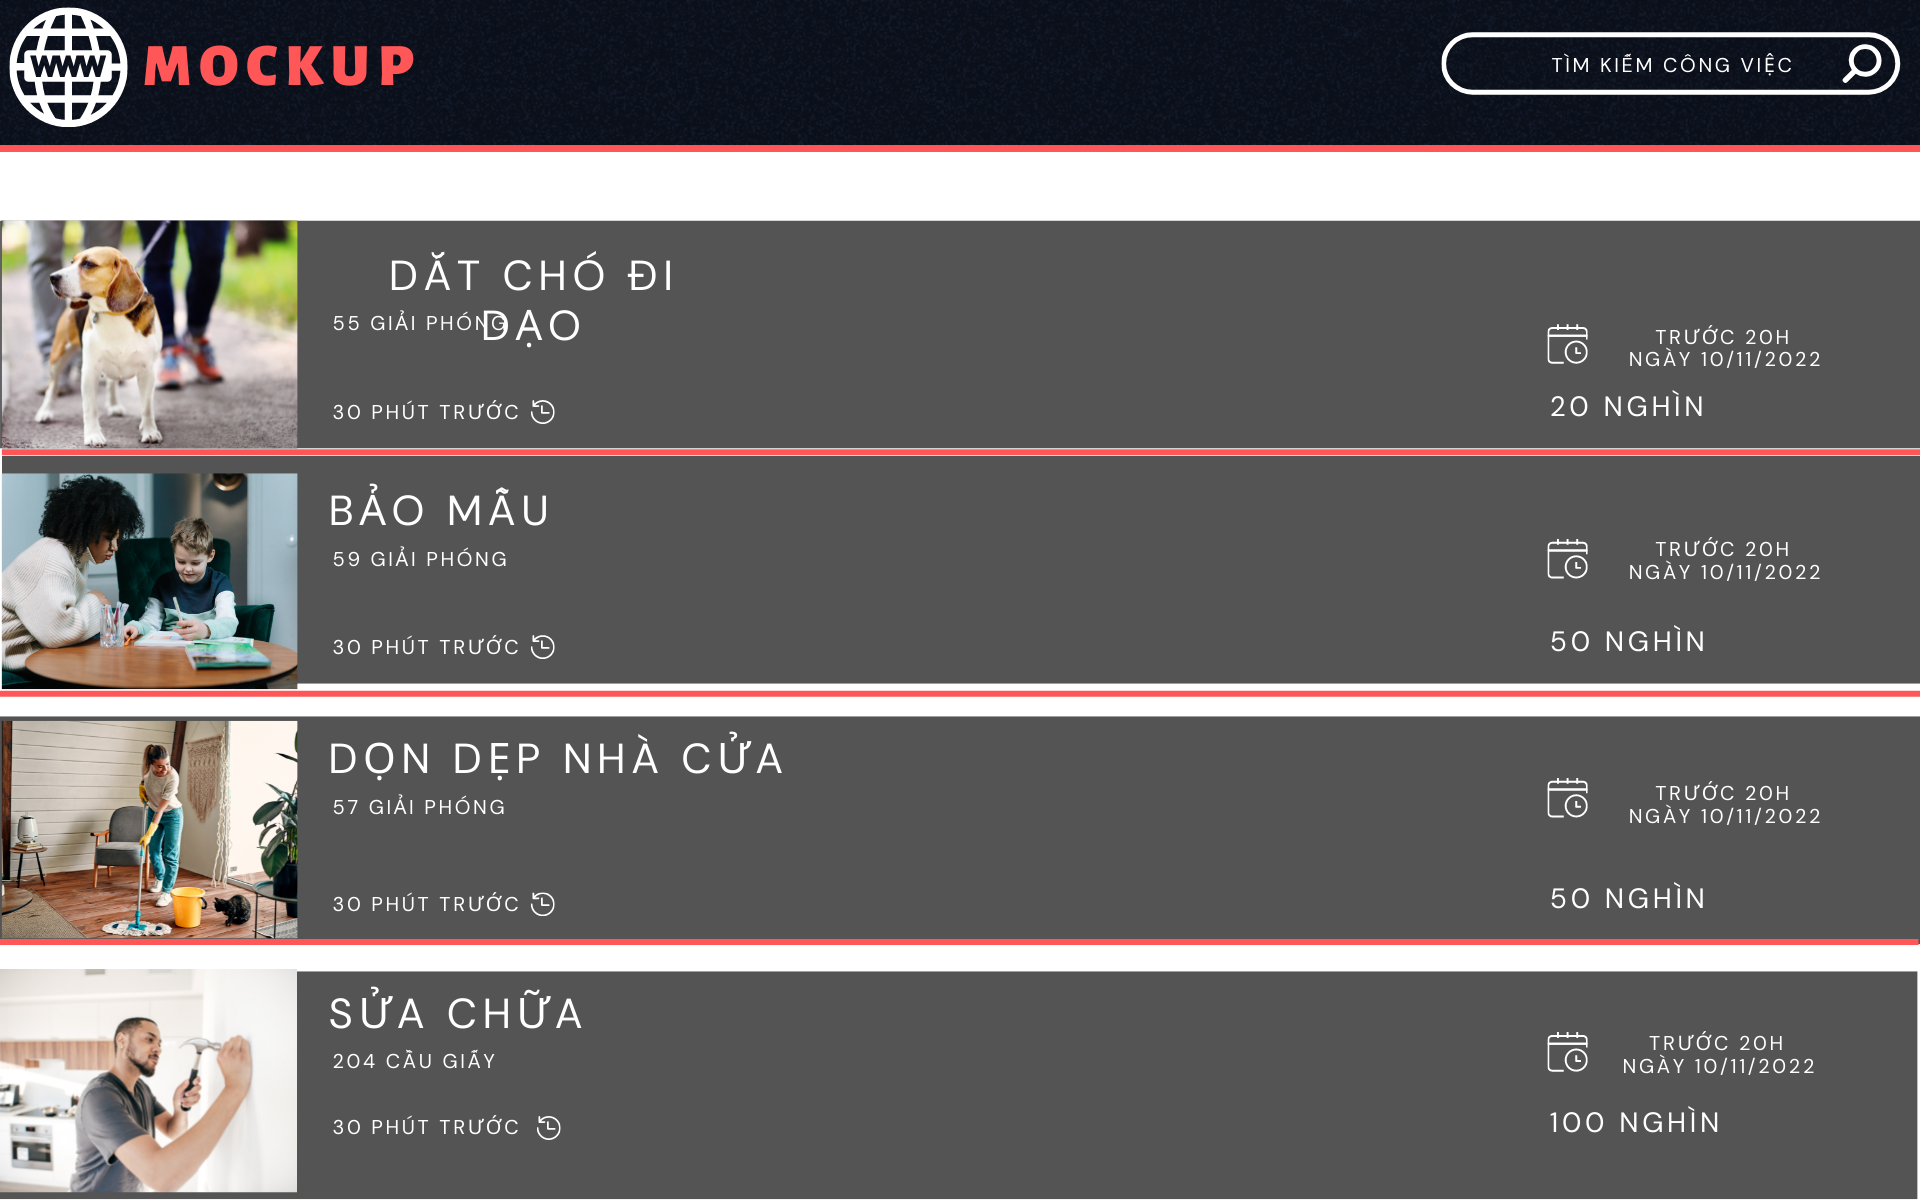 WWW
MOCKUP
TÌM KIẾM CÔNG VIỆC
DẮT CHÓ ĐI
DẠO
55 GIẢI PHÓNG
30 PHÚT TRƯỚC
TRƯỚC 20H
NGÀY 10/11/2022
20 NGHÌN
BẢO MẪU
59 GIẢI PHÓNG
30 PHÚT TRƯỚC
TRƯỚC 20H
NGÀY 10/11/2022
50 NGHÌN
DỌN DẸP NHÀ CỬA
57 GIẢI PHÓNG
30 PHÚT TRƯỚC
TRƯỚC 20H
NGÀY 10/11/2022
50 NGHÌN
SỬA CHỮA
204 CẦU GIẤY
30 PHÚT TRƯỚC
TRƯỚC 20H
NGÀY 10/11/2022
100 NGHÌN